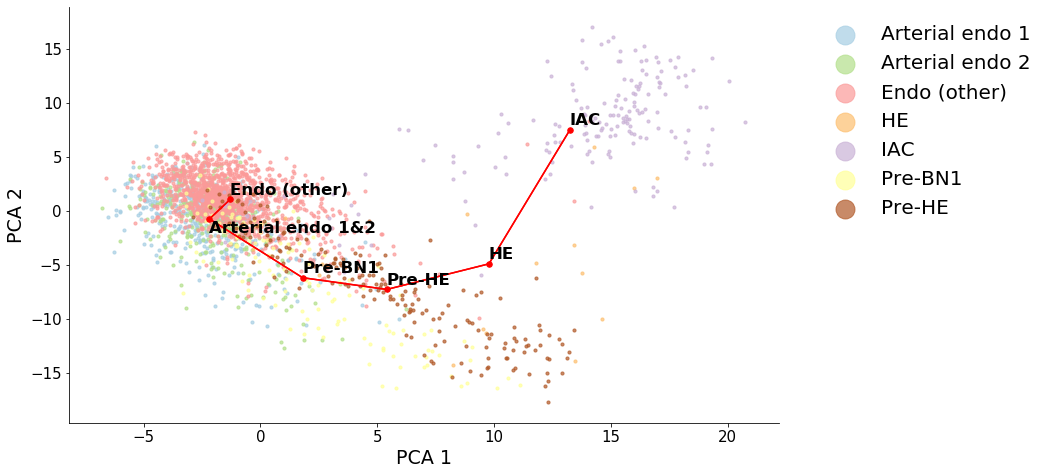 15
10
5
0
−5
−10
−15
PCA 2
−5
0
5
10
15
20
PCA 1
IAC
Endo (other)
Arterial endo 1&2
HE
Pre-BN1
Pre-HE
Arterial endo 1
Arterial endo 2
Endo (other)
HE
IAC
Pre-BN1
Pre-HE